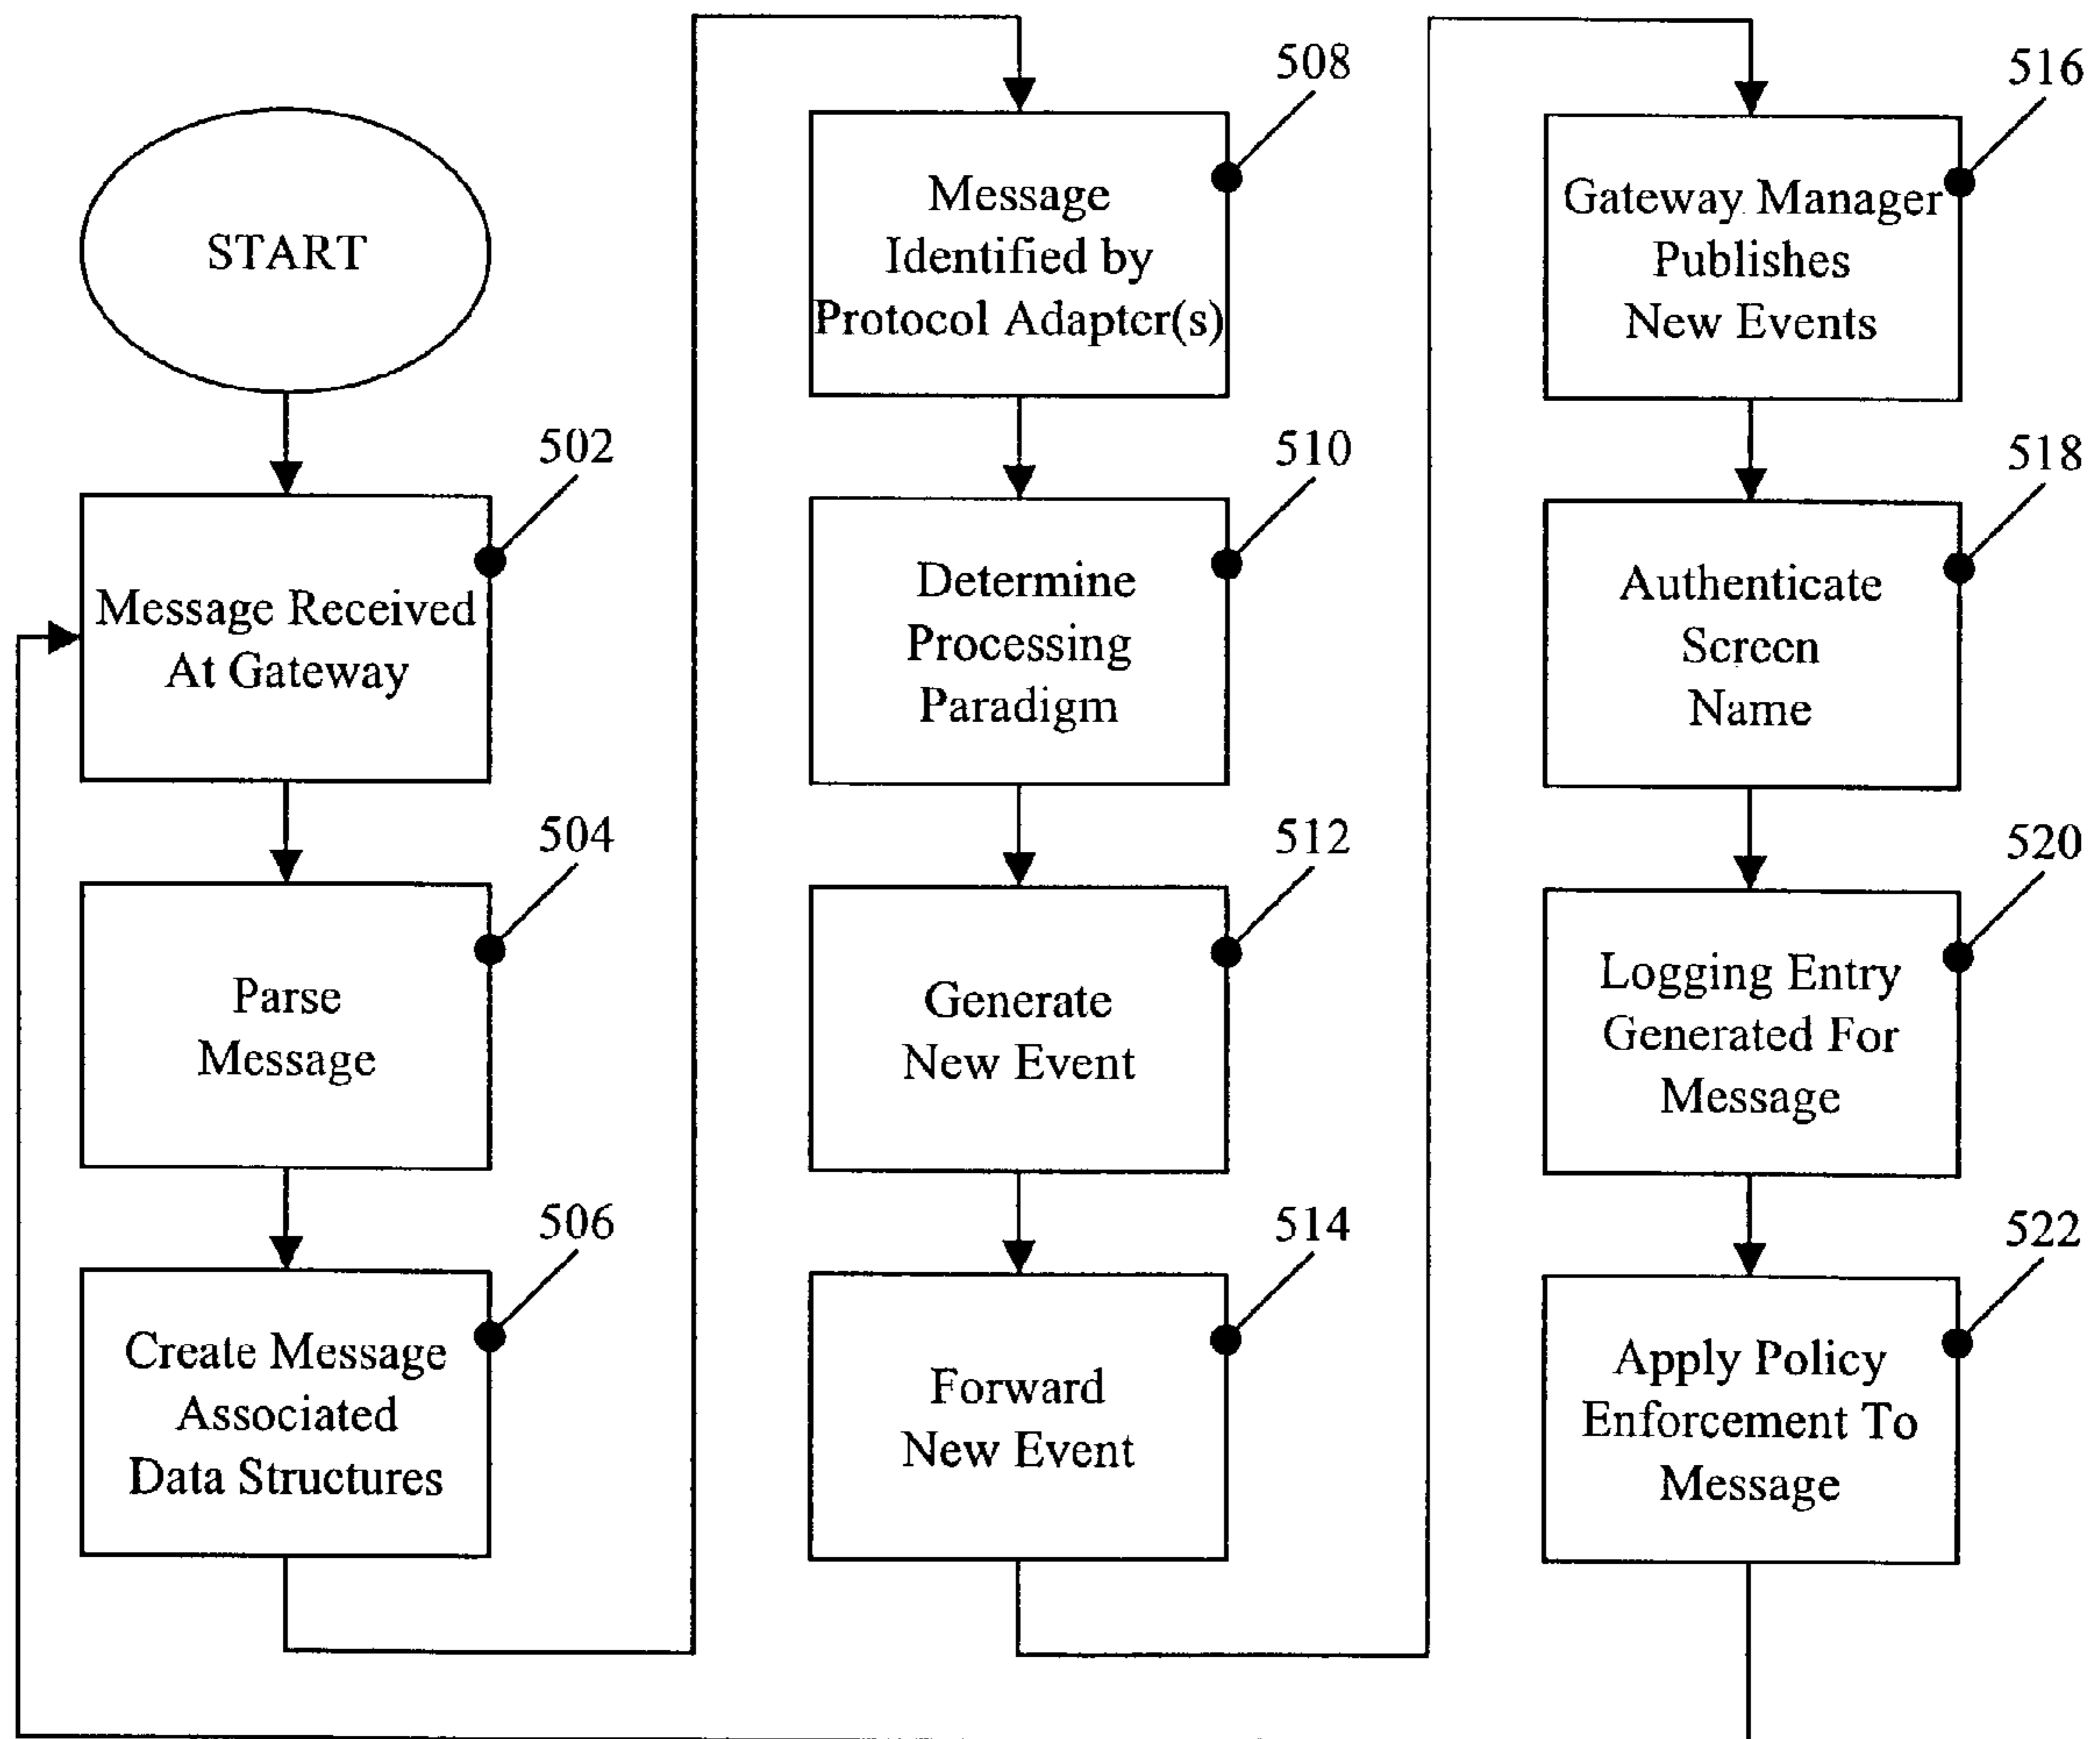 START
502
Message Received
At Gateway
504
Parse
Message
506
Create Message
Associated
Data Structures
508
Message
Identified by
Protocol Adapter(s)
510
Determine
Processing
Paradigm
512
Generate
New Event
514
Forward
New Event
516
Gateway Manager
Publishes
New Events
518
Authenticate
Screen
Name
520
Logging Entry
Generated For
Message
522
Apply Policy
Enforcement To
Message